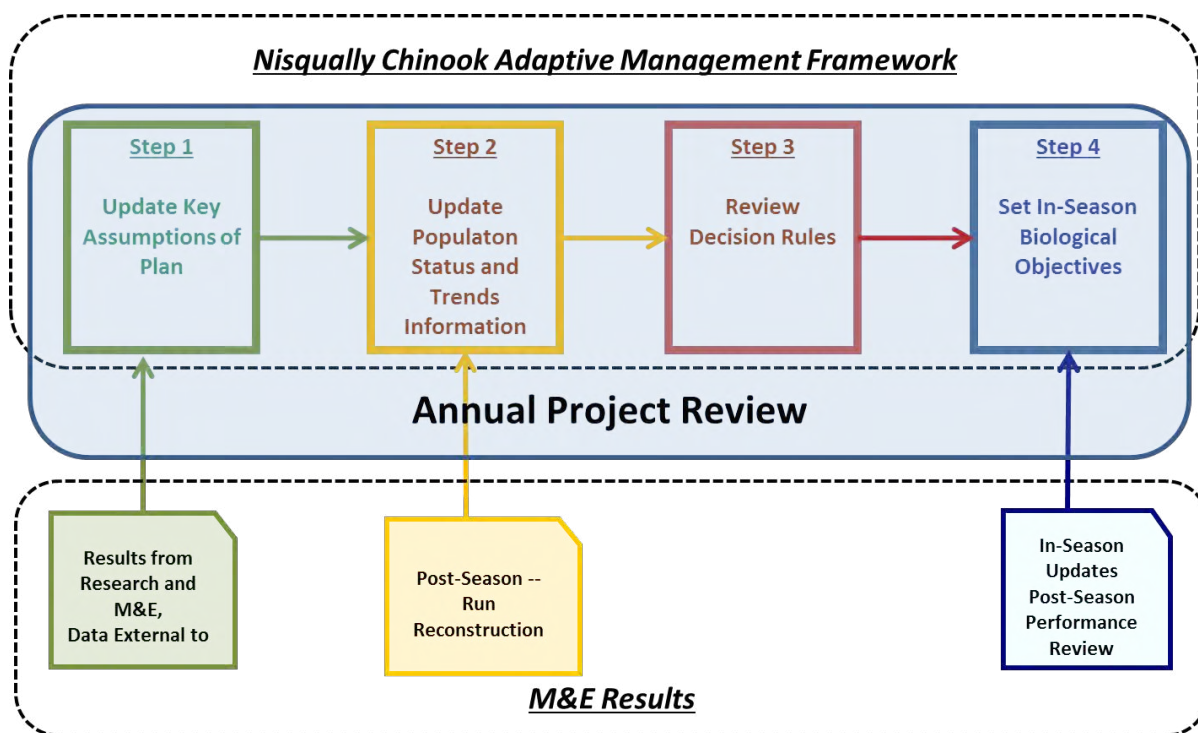 Nisqually Chinook Adaptive Management Framework
Step 1
Update Key
Assumptions of
Plan
Step 2
Update
Populaton
Status and
Trends
Information
Step 3
Review
Decision Rules
Step 4
Set In-Season
Biological
Objectives
Annual Project Review
Results from
Research and
M&E,
Data External to
Post-Season --
Run
Reconstruction
In-Season
Updates
Post-Season
Performance
Review
M&E Results